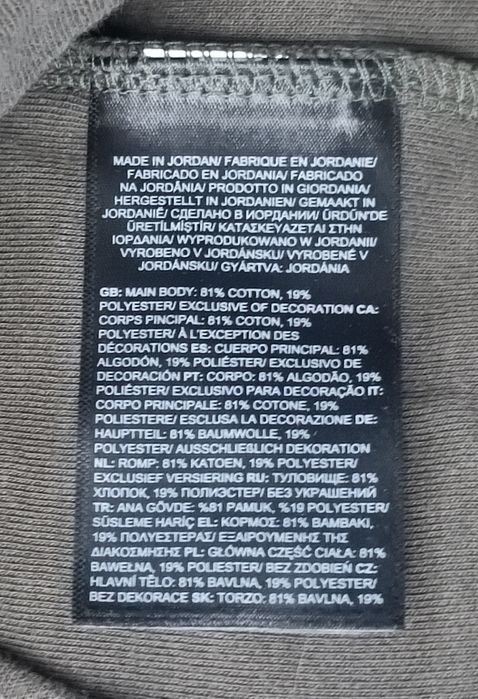 MADE IN JORDAN/ FABRIQUE EN JORDANIE/
FABRICADO EN JORDANIA/ FABRICADO
NA JORDÂNIA/ PRODOTTO IN GIORDANIA/
HERGESTELLT IN JORDANIEN/ GEMAAKT IN
JORDANIË/ СДЕЛАНО В ИОРДАНИИ/ ÜRDÜN'DE
ÜRETİLMİŞTİR/ ΚΑΤΑΣΚΕΥΑΖΕΤΑΙ ΣΤΗΝ
ΙΟΡΔΑΝΙΑ/ WYPRODUKOWANO W JORDANII/
VYROBENO V JORDÁNSKU/ VYROBENÉ V
JORDÁNSKU/ GYÁRTVA: JORDÁNIA
GB: MAIN BODY: 81% COTTON, 19%
POLYESTER/ EXCLUSIVE OF DECORATION CA:
CORPS PINCIPAL: 81% COTON, 19%
POLYESTER/ À L'EXCEPTION DES
DÉCORATIONS ES: CUERPO PRINCIPAL: 81%
ALGODÓN, 19% POLIÉSTER/ EXCLUSIVO DE
DECORACIÓN PT: CORPO: 81% ALGODÃO, 19%
POLIÉSTER/ EXCLUSIVO PARA DECORAÇÃO IT:
CORPO PRINCIPALE: 81% COTONE, 19%
POLIESTERE/ ESCLUSA LA DECORAZIONE DE:
HAUPTTEIL: 81% BAUMWOLLE, 19%
POLYESTER/ AUSSCHLIEßLICH DEKORATION
NL: ROMP: 81% KATOEN, 19% POLYESTER/
EXCLUSIEF VERSIERING RU: ТУЛОВИЩЕ: 81%
ХЛОПОК, 19% ПОЛИЭСТЕР/ БЕЗ УКРАШЕНИЙ
TR: ANA GÖVDE: %81 PAMUK, %19 POLYESTER/
SÜSLEME HARİÇ EL: ΚΟΡΜΟΣ: 81% ΒΑΜΒΑΚΙ,
19% ΠΟΛΥΕΣΤΕΡΑΣ/ ΕΞΑΙΡΟΥΜΕΝΗΣ ΤΗΣ
ΔΙΑΚΟΣΜΗΣΗΣ PL: GŁÓWNA CZĘŚĆ CIAŁA: 81%
BAWEŁNA, 19% POLIESTER/ BEZ ZDOBIEŃ CZ:
HLAVNÍ TĚLO: 81% BAVLNA, 19% POLYESTER/
BEZ DEKORACE SK: TORZO: 81% BAVLNA, 19%